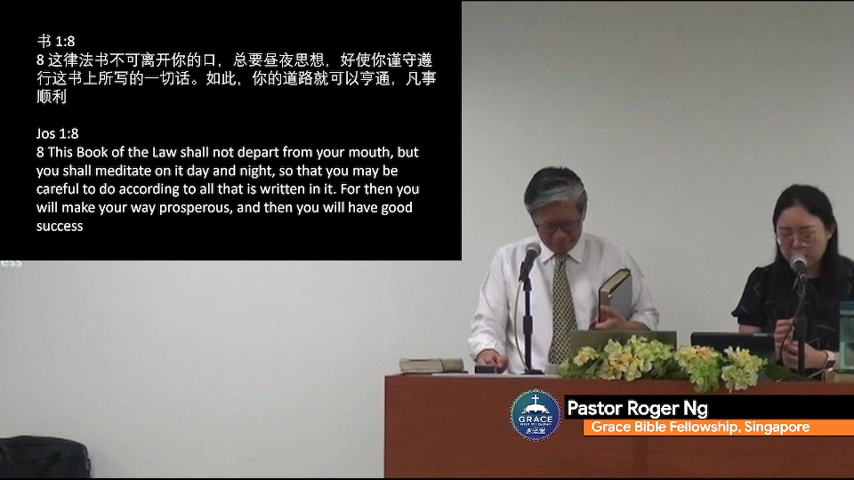 书 1:8
8 这律法书不可离开你的口，总要昼夜思想，好使你谨守遵
行这书上所写的一切话。如此，你的道路就可以亨通，凡事
顺利
Jos 1:8
8 This Book of the Law shall not depart from your mouth, but
you shall meditate on it day and night, so that you may be
careful to do according to all that is written in it. For then you
will make your way prosperous, and then you will have good
success
ess
Pastor Roger Ng
GRACE
Grace Bible Fellowship, Singapore